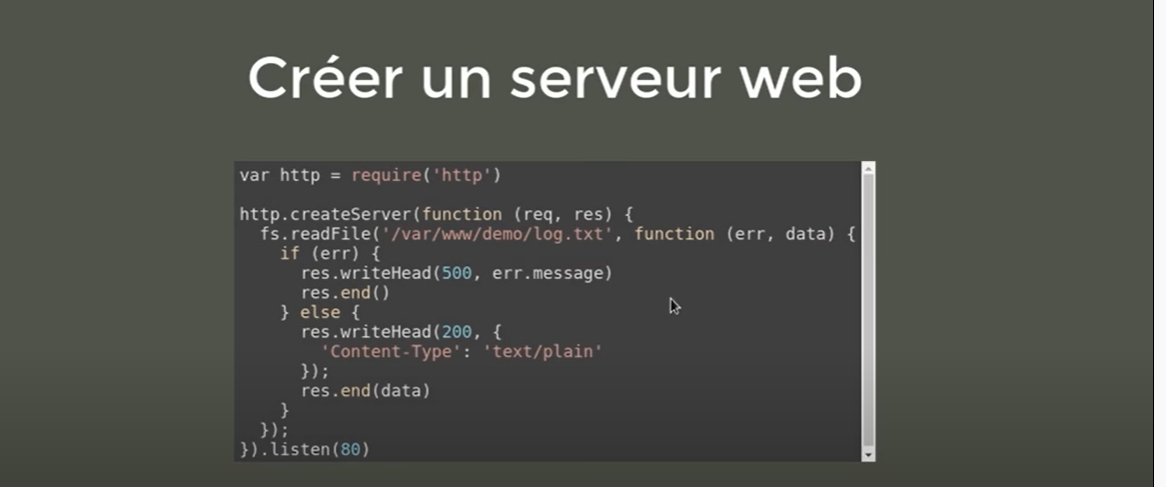 Créer un serveur web
var http = require('http')
http.createServer(function (req, res) {
fs.readFile('/var/www/demo/log.txt', function (err, data) {
if (err) {
res.writeHead(500, err.message)
res.end()
} else {
res.writeHead(200, {
'Content-Type': 'text/plain'
});
res.end(data)
}
});
}).listen(80)